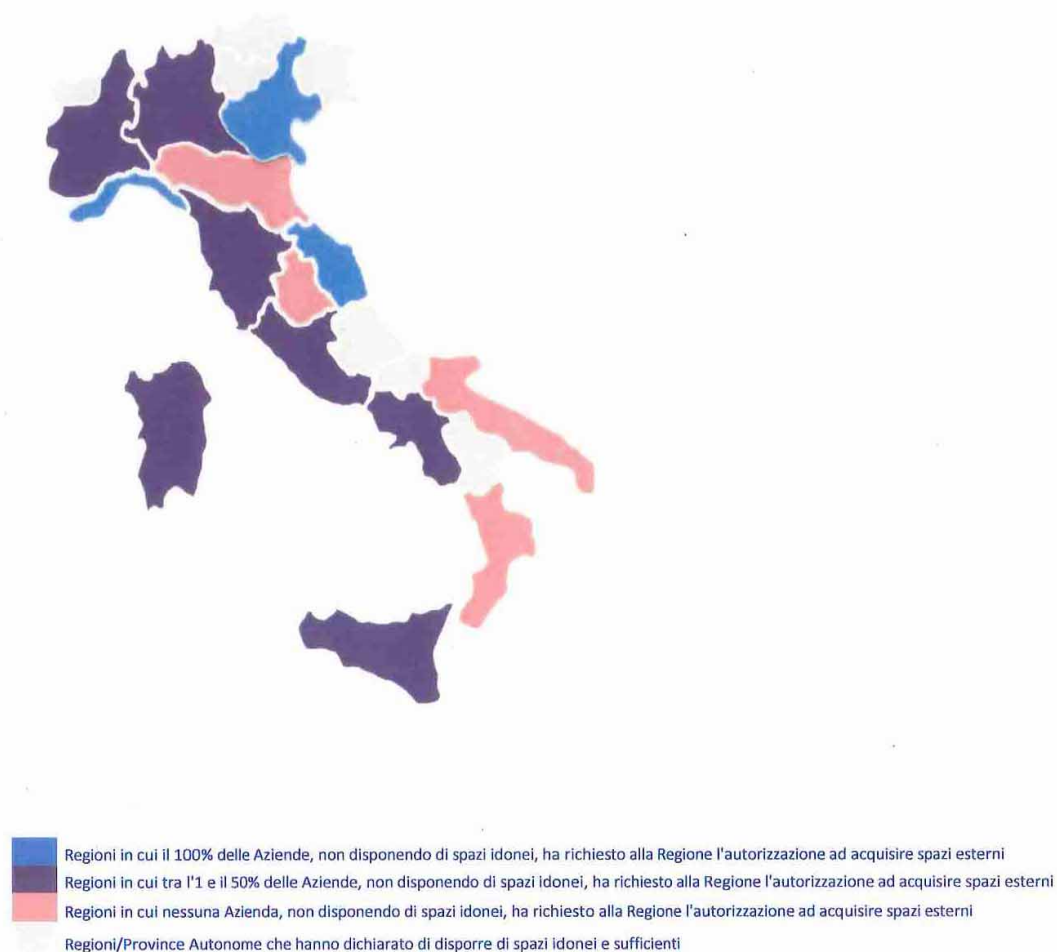 Regioni in cui il 100% delle Aziende, non disponendo di spazi idonei, ha richiesto alla Regione l'autorizzazione ad acquisire spazi esterni
Regioni in cui tra l'1 e il 50% delle Aziende, non disponendo di spazi idonei, ha richiesto alla Regione l'autorizzazione ad acquisire spazi esterni
Regioni in cui nessuna Azienda, non disponendo di spazi idonei, ha richiesto alla Regione l'autorizzazione ad acquisire spazi esterni
Regioni/Province Autonome che hanno dichiarato di disporre di spazi idonei e sufficienti